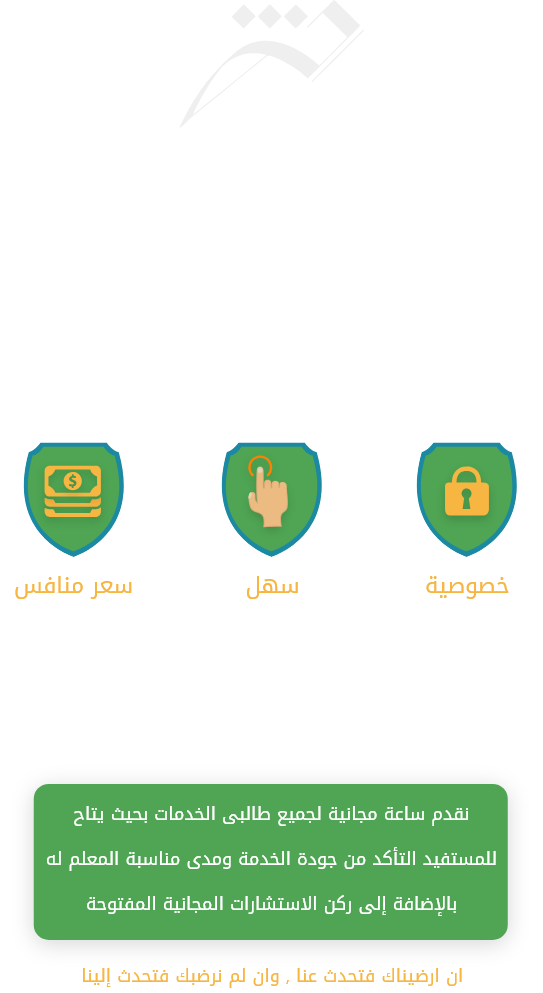 خصوصية
سهل
سعر منافس
نقدم ساعة مجانية لجميع طالبى الخدمات بحيث يتاح
للمستفيد التأكد من جودة الخدمة ومدى مناسبة المعلم له
بالإضافة إلى ركن الاستشارات المجانية المفتوحة
ان ارضيناك فتحدث عنا , وان لم نرضبك فتحدث إلينا